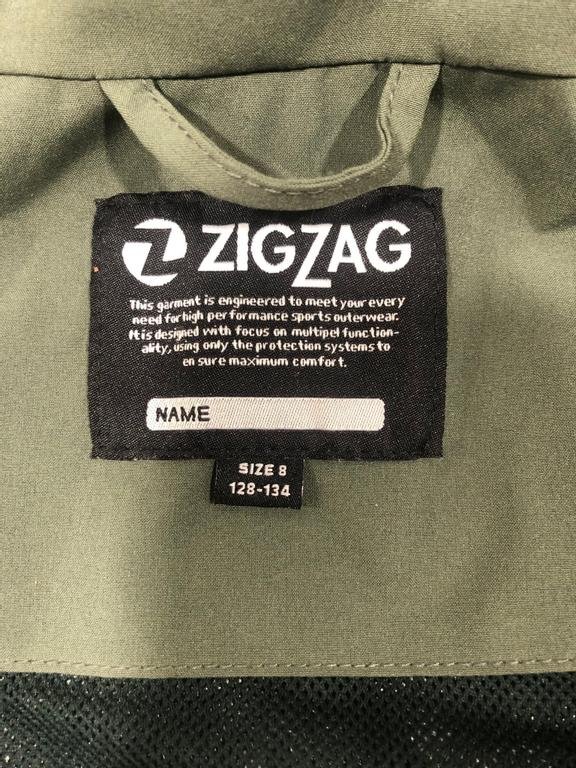 ZIGZAG
This garment is engineered to meet your every
need for high performance sports outerwear.
It is designed with focus on multipel function-
ality, using only the protection systems to
en sure maximum comfort.
NAME
SIZE 8
128-134